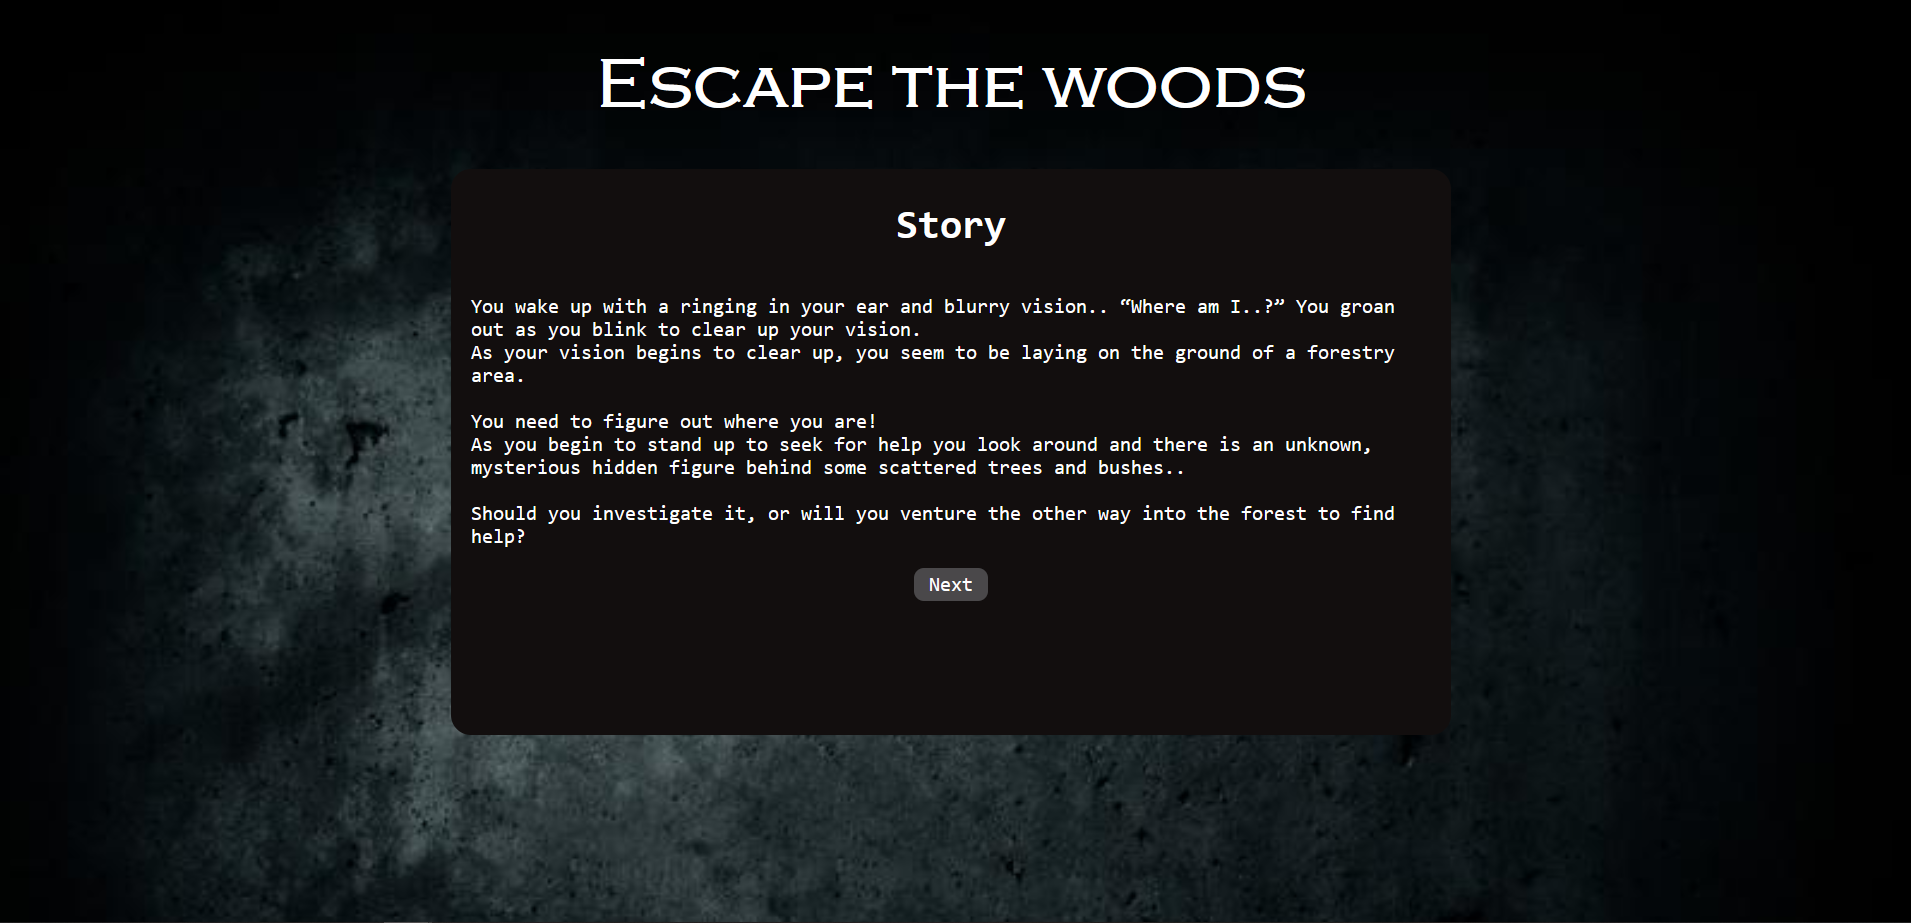 Escape the woods
Story
You wake up with a ringing in your ear and blurry vision.. “Where am I..?” You groan
out as you blink to clear up your vision.
As your vision begins to clear up, you seem to be laying on the ground of a forestry
area.
You need to figure out where you are!
As you begin to stand up to seek for help you look around and there is an unknown,
mysterious hidden figure behind some scattered trees and bushes..
Should you investigate it, or will you venture the other way into the forest to find
help?
Next